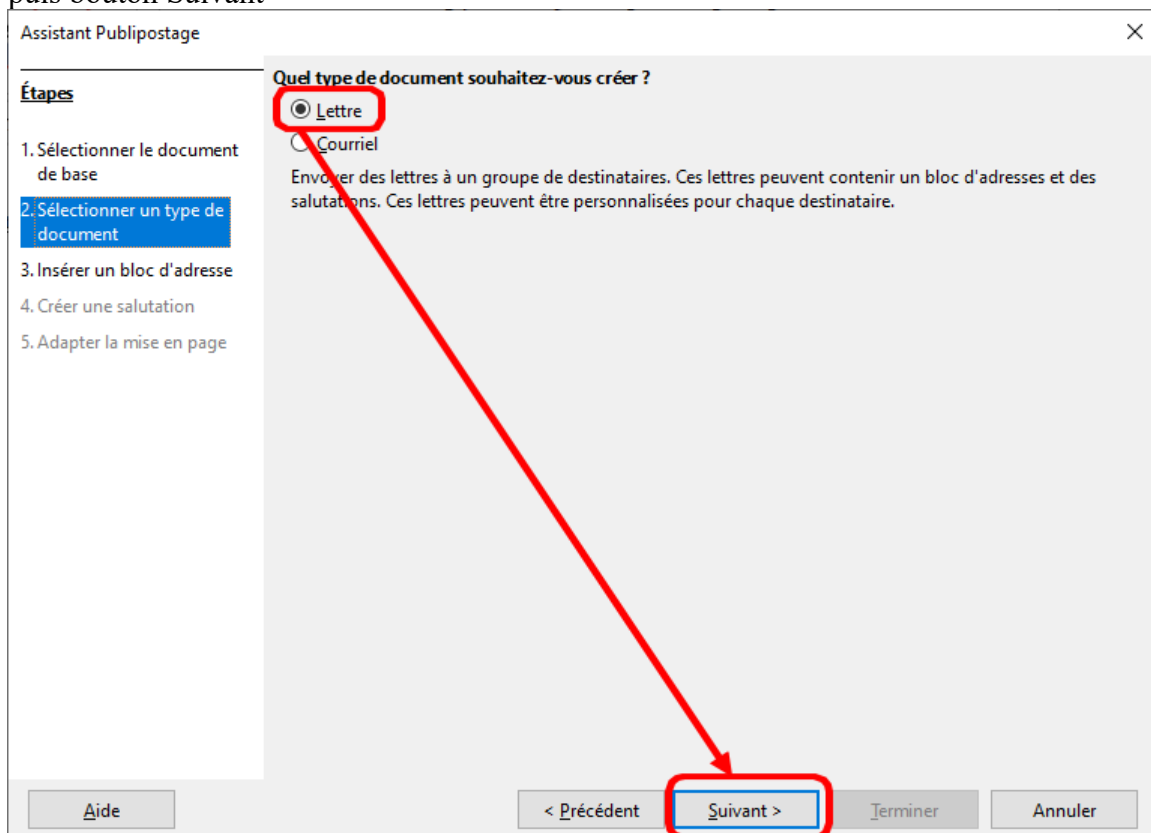 puis bouton Suivant
Assistant Publipostage
Étapes
1. Sélectionner le document
de base
2. Sélectionner un type de
document
3. Insérer un bloc d'adresse
4. Créer une salutation
5. Adapter la mise en page
Quel type de document souhaitez-vous créer ?
Lettre
Courriel
Envoyer des lettres à un groupe de destinataires. Ces lettres peuvent contenir un bloc d'adresses et des
salutations. Ces lettres peuvent être personnalisées pour chaque destinataire.
Aide
< Précédent
Suivant >
Terminer
Annuler